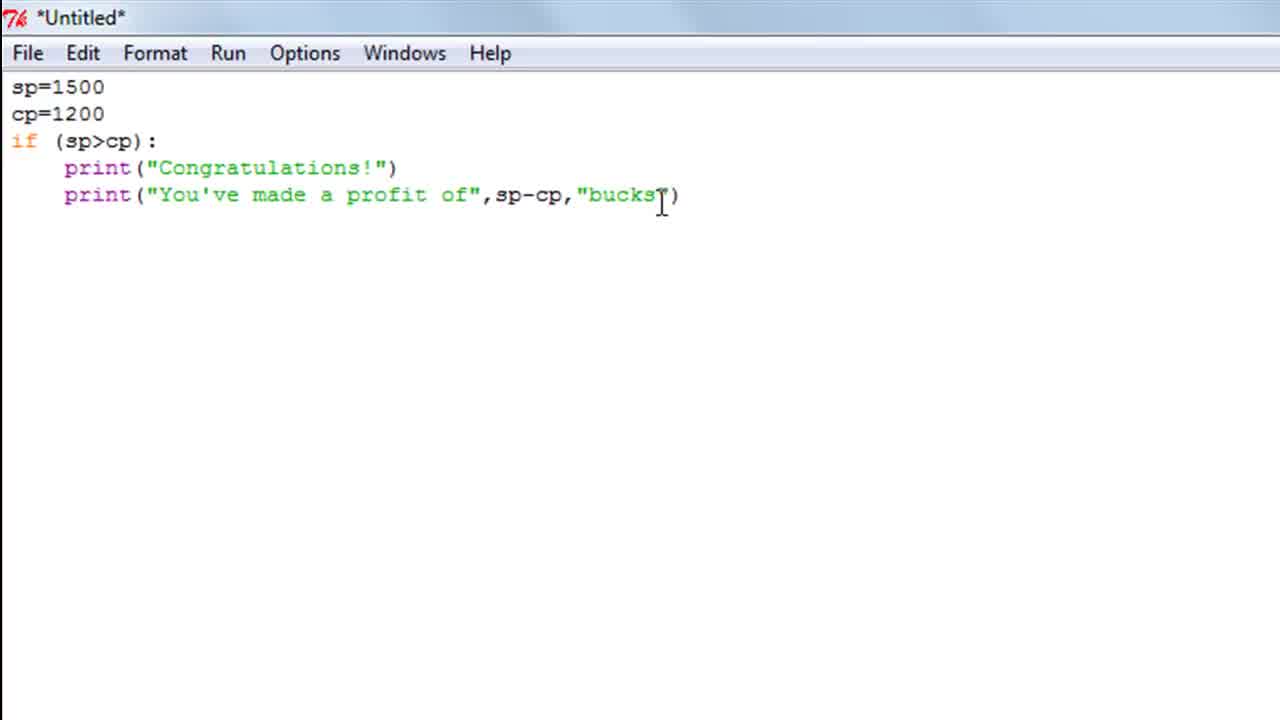 *Untitled*
File Edit Format Run Options Windows Help
sp=1500
cp=1200
if (sp>cp):
    print("Congratulations!")
    print("You've made a profit of",sp-cp,"bucks")